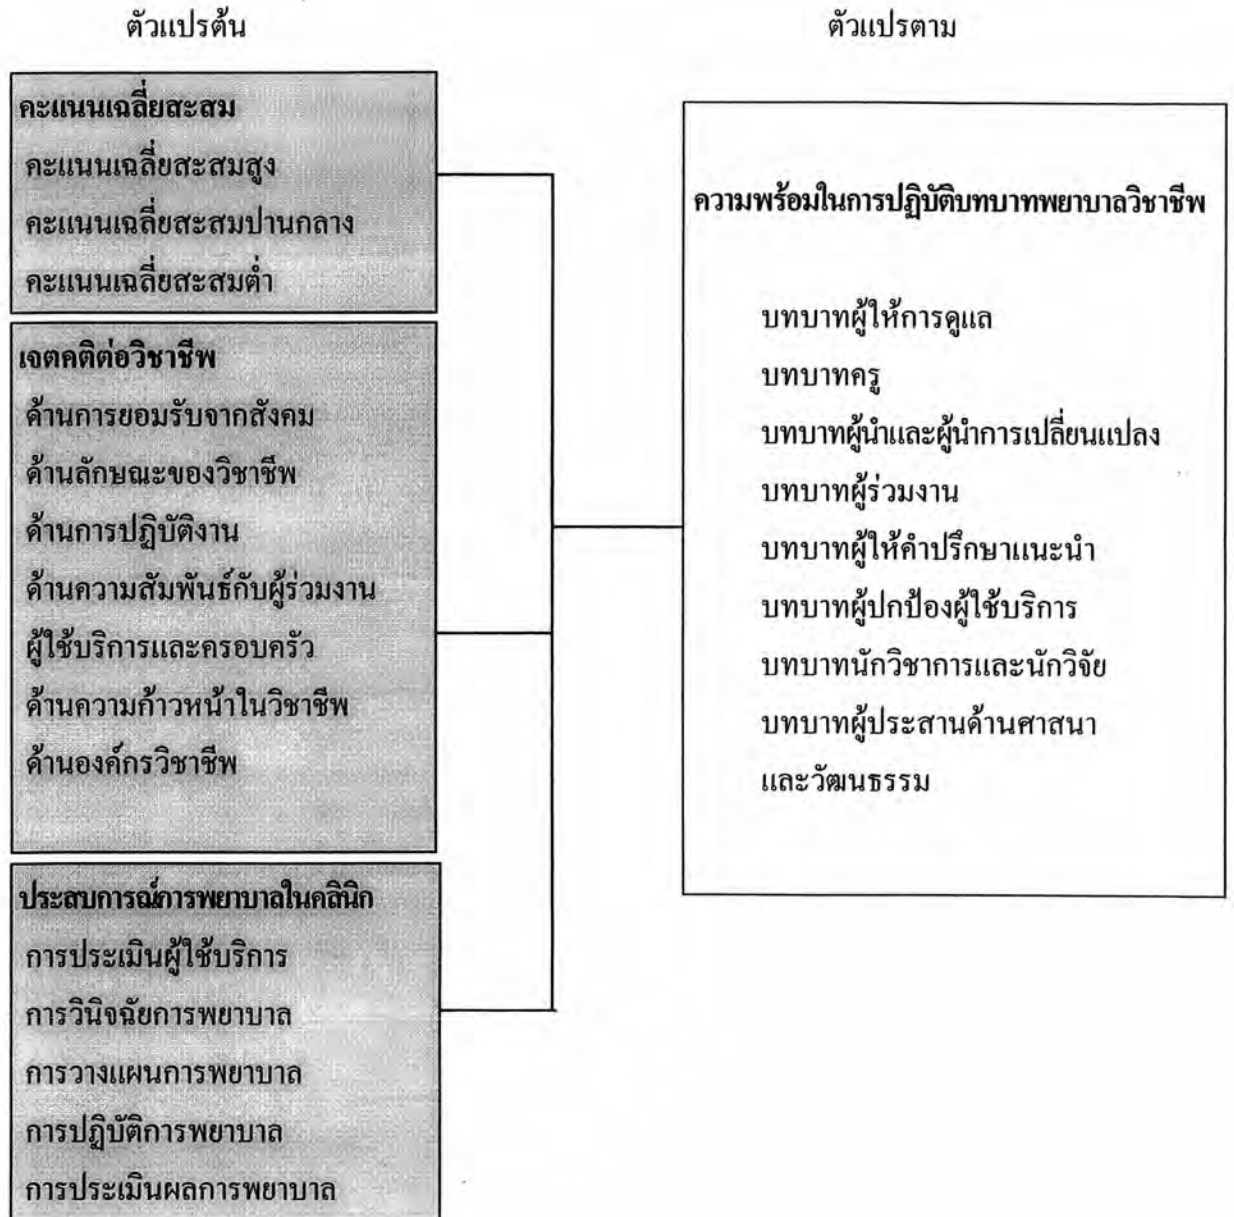 ตัวแปรต้น
ตัวแปรตาม
คะแนนเฉลี่ยสะสม
คะแนนเฉลี่ยสะสมสูง
คะแนนเฉลี่ยสะสมปานกลาง
คะแนนเฉลี่ยสะสมต่ำ
เจตคติต่อวิชาชีพ
ด้านการยอมรับจากสังคม
ด้านลักษณะของวิชาชีพ
ด้านการปฏิบัติงาน
ด้านความสัมพันธ์กับผู้ร่วมงาน
ผู้ใช้บริการและครอบครัว
ด้านความก้าวหน้าในวิชาชีพ
ด้านองค์กรวิชาชีพ
ประสบการณ์การพยาบาลในคลินิก
การประเมินผู้ใช้บริการ
การวินิจฉัยการพยาบาล
การวางแผนการพยาบาล
การปฏิบัติการพยาบาล
การประเมินผลการพยาบาล
ความพร้อมในการปฏิบัติบทบาทพยาบาลวิชาชีพ
บทบาทผู้ให้การดูแล
บทบาทครู
บทบาทผู้นำและผู้นำการเปลี่ยนแปลง
บทบาทผู้ร่วมงาน
บทบาทผู้ให้คำปรึกษาแนะนำ
บทบาทผู้ปกป้องผู้ใช้บริการ
บทบาทนักวิชาการและนักวิจัย
บทบาทผู้ประสานด้านศาสนา
และวัฒนธรรม